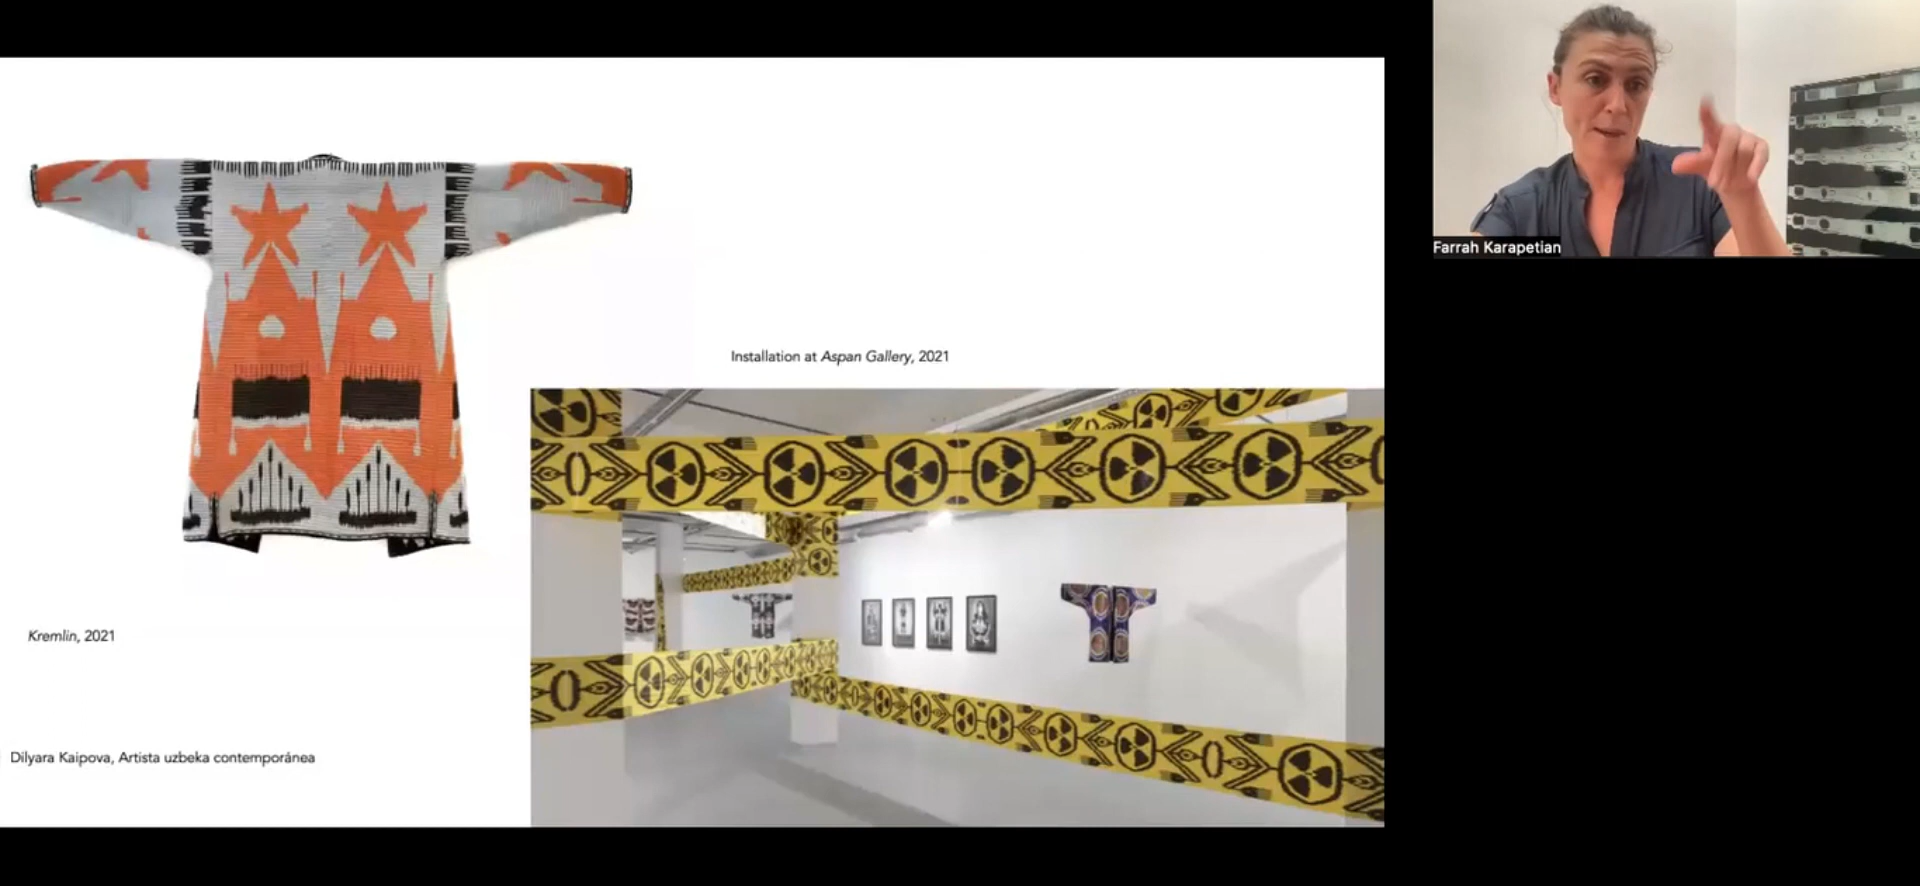 Farrah Karapetian
Installation at Aspan Gallery, 2021
Kremlin, 2021
Dilyara Kaipova, Artista uzbeka contemporánea